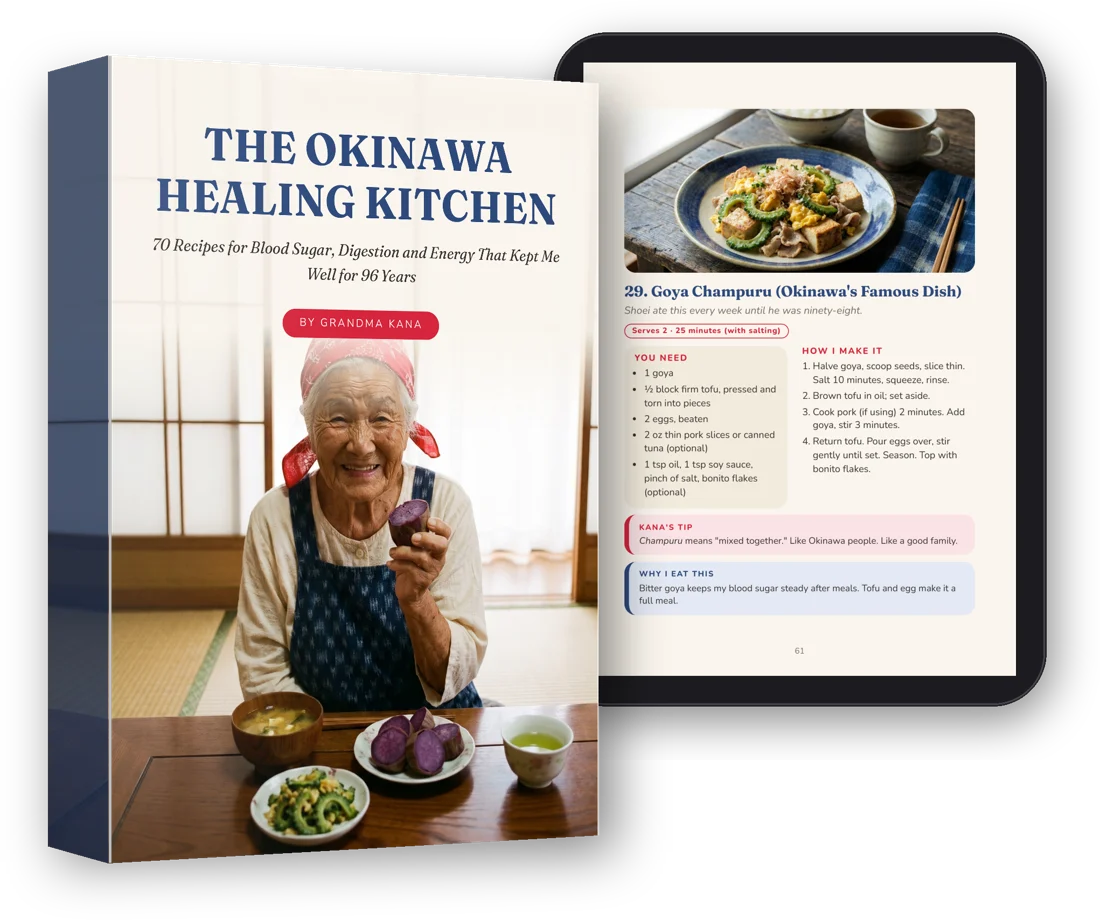 THE OKINAWA
HEALING KITCHEN
70 Recipes for Blood Sugar, Digestion and Energy That Kept Me
Well for 96 Years
BY GRANDMA KANA
29. Goya Champuru (Okinawa's Famous Dish)
Shoei ate this every week until he was ninety-eight.
Serves 2 · 25 minutes (with salting)
YOU NEED
• 1 goya
• ½ block firm tofu, pressed and
torn into pieces
• 2 eggs, beaten
• 2 oz thin pork slices or canned
tuna (optional)
• 1 tsp oil, 1 tsp soy sauce,
pinch of salt, bonito flakes
(optional)
HOW I MAKE IT
1. Halve goya, scoop seeds, slice thin.
Salt 10 minutes, squeeze, rinse.
2. Brown tofu in oil; set aside.
3. Cook pork (if using) 2 minutes. Add
goya, stir 3 minutes.
4. Return tofu. Pour eggs over, stir
gently until set. Season. Top with
bonito flakes.
KANA'S TIP
Champuru means "mixed together." Like Okinawa people. Like a good family.
WHY I EAT THIS
Bitter goya keeps my blood sugar steady after meals. Tofu and egg make it a
full meal.
61